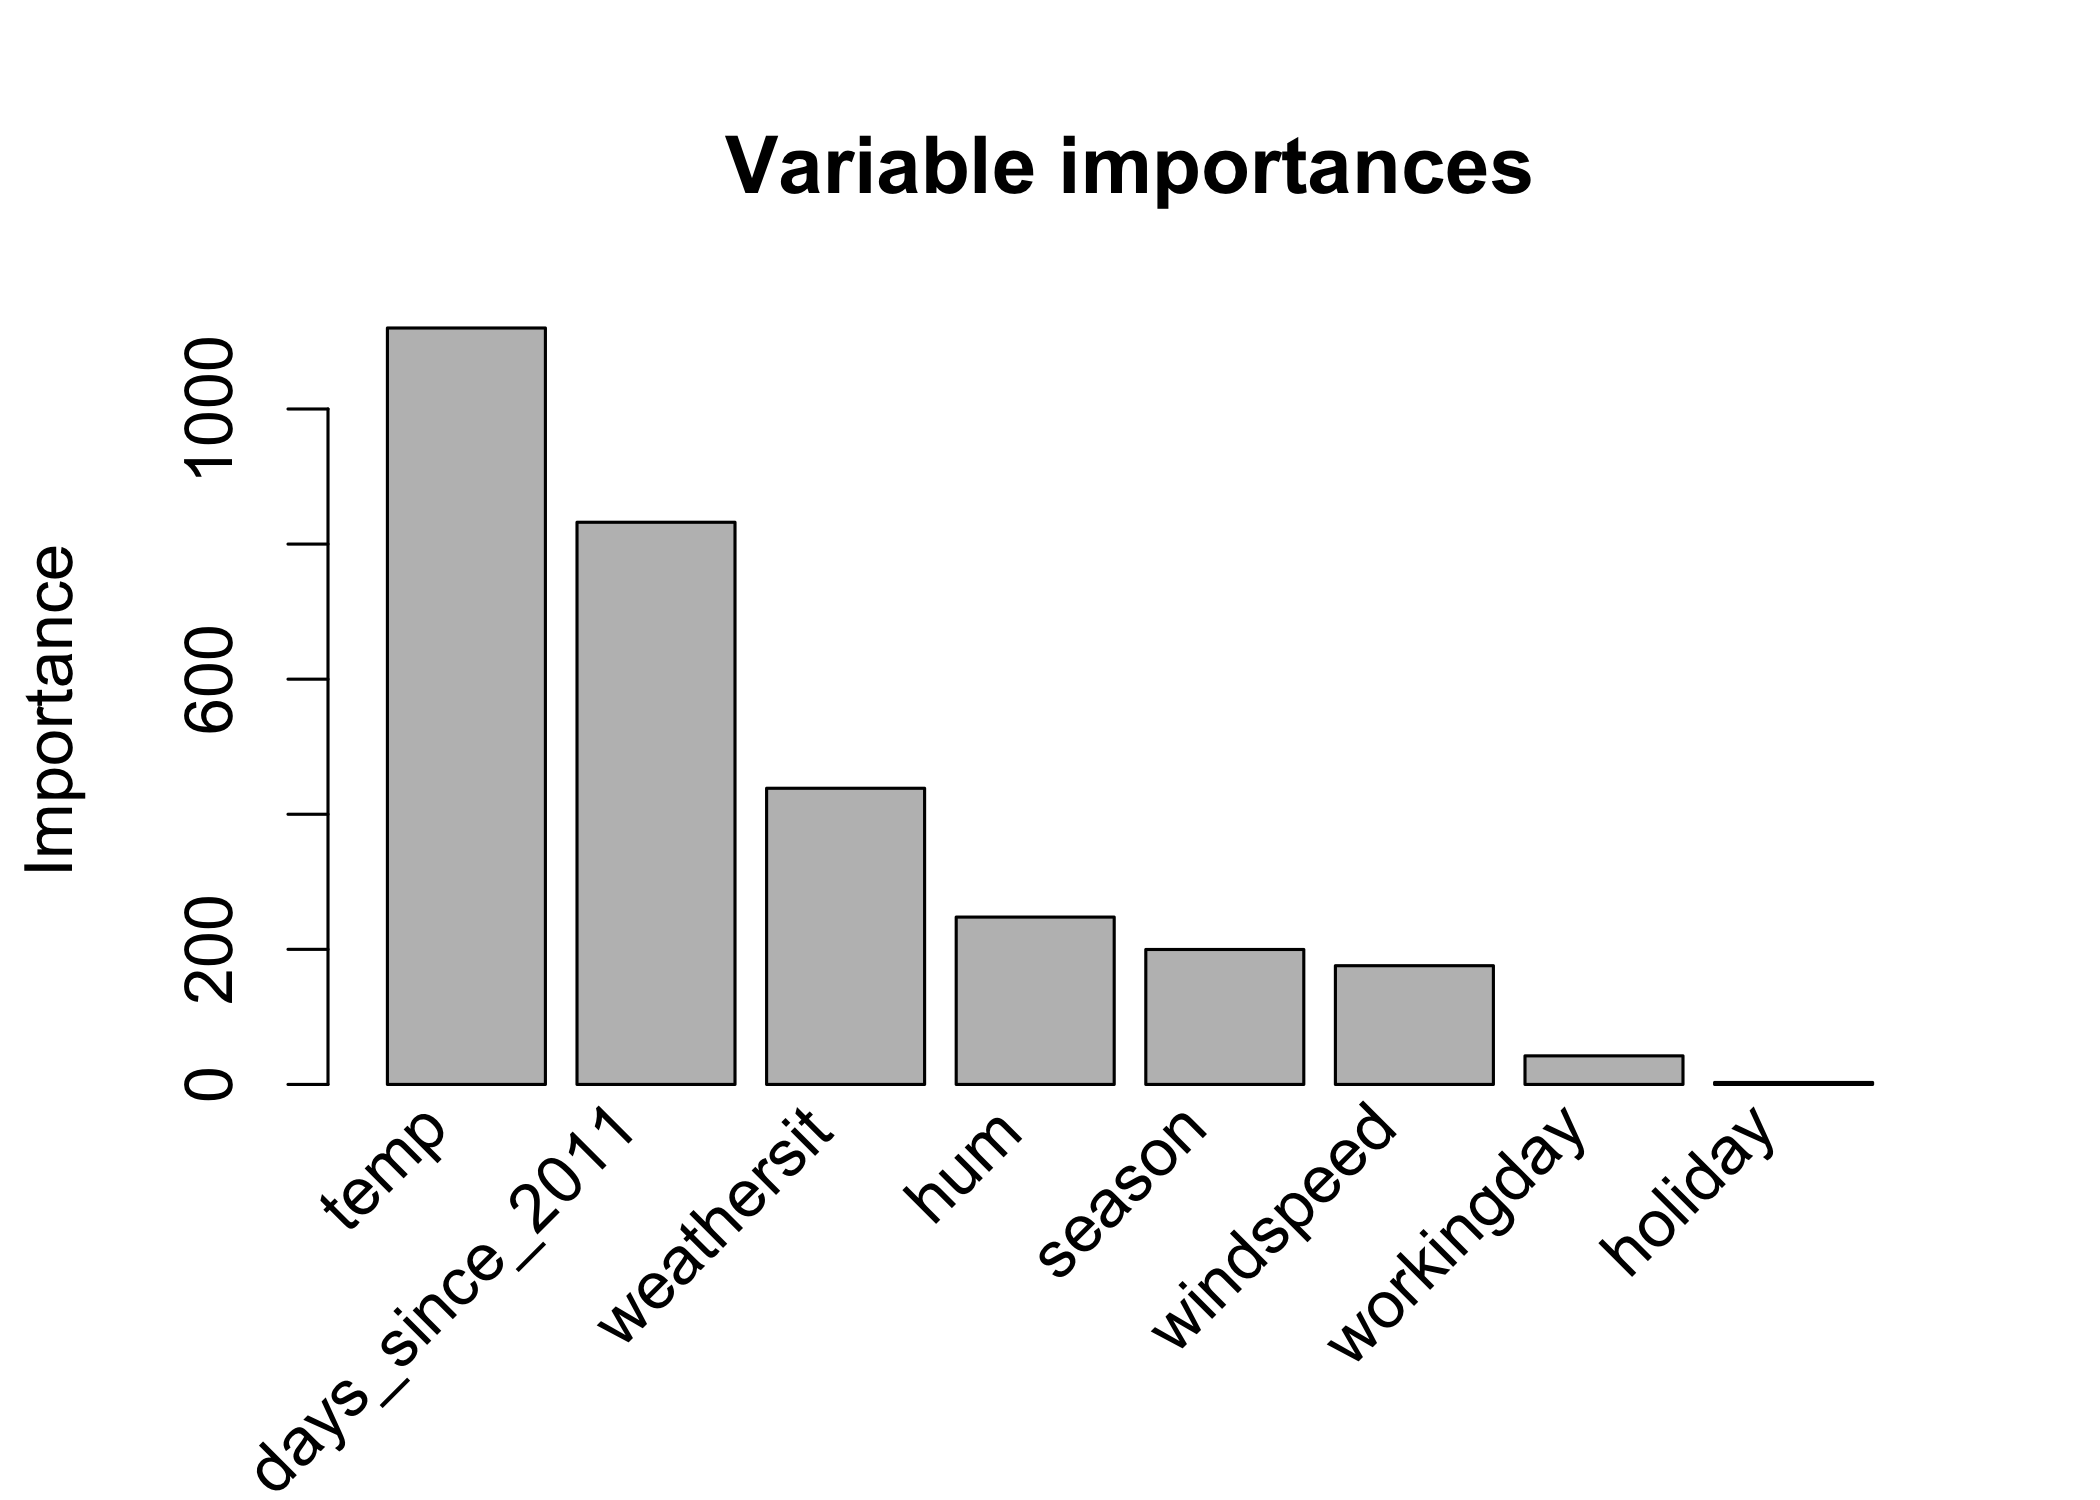 Variable importances
Importance
1000
600
200
0
temp
days_since_2011
weathersit
hum
season
windspeed
workingday
holiday